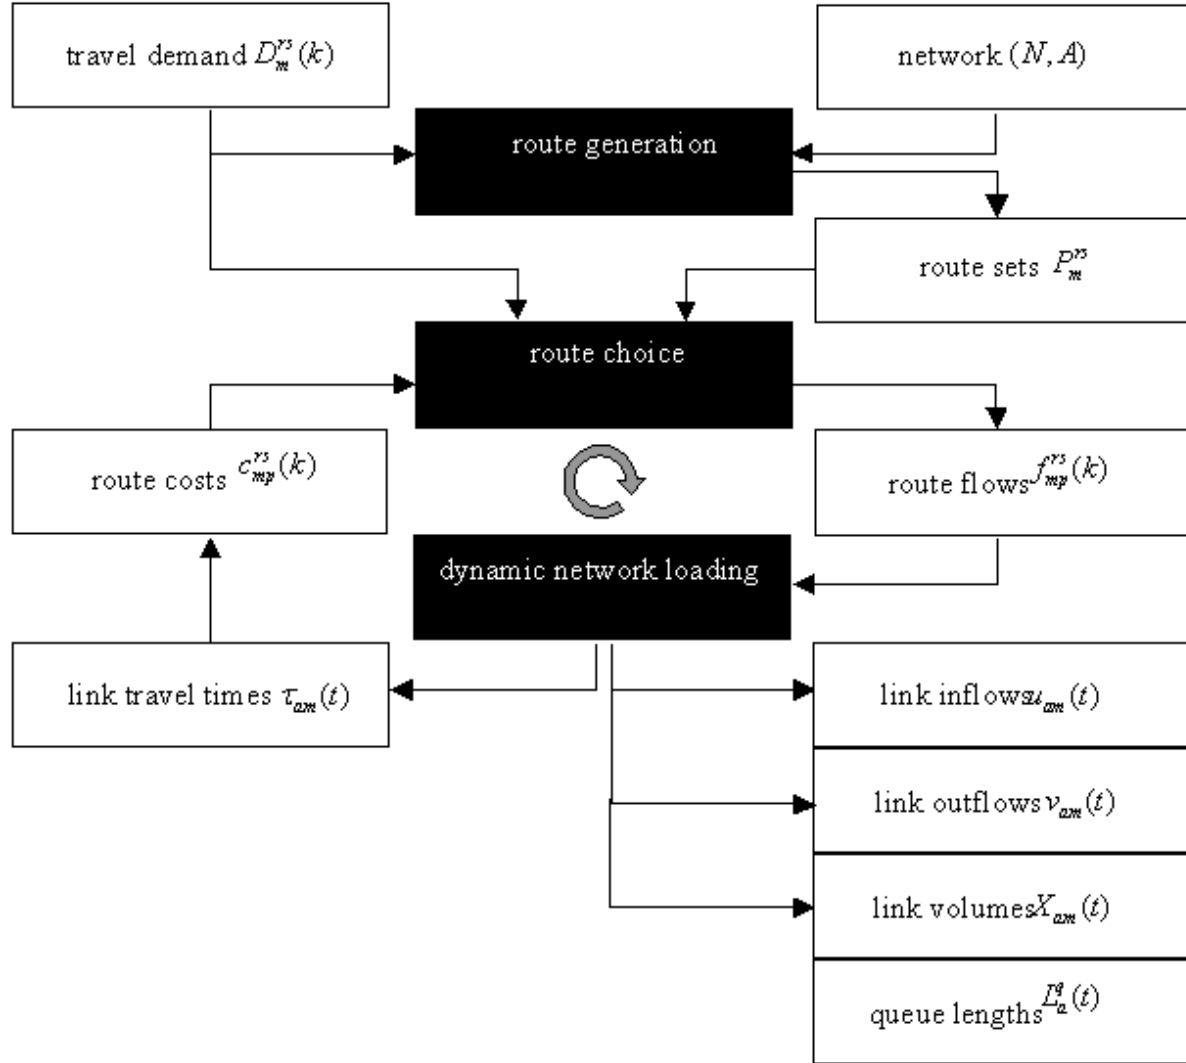 travel demand D_m^{rs}(k)
network (N, A)
route generation
route sets P_m^{rs}
route choice
route costs c_{mp}^{rs}(k)
route flows f_{mp}^{rs}(k)
dynamic network loading
link travel times τ_{am}(t)
link inflows u_{am}(t)
link outflows v_{am}(t)
link volumes X_{am}(t)
queue lengths L_a^q(t)